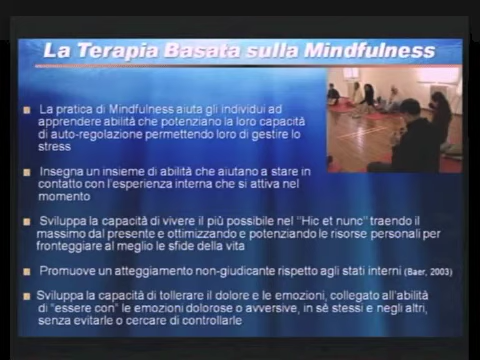 La Terapia Basata sulla Mindfulness
La pratica di Mindfulness aiuta gli individui ad
apprendere abilità che potenziano la loro capacità
di auto-regolazione permettendo loro di gestire lo
stress
Insegna un insieme di abilità che aiutano a stare in
contatto con l'esperienza interna che si attiva nel
momento
Sviluppa la capacità di vivere il più possibile nel "Hic et nunc" traendo il
massimo dal presente e ottimizzando e potenziando le risorse personali per
fronteggiare al meglio le sfide della vita
Promuove un atteggiamento non-giudicante rispetto agli stati interni (Baer, 2003)
Sviluppa la capacità di tollerare il dolore e le emozioni, collegato all'abilità
di "essere con" le emozioni dolorose o avversive, in sè stessi e negli altri,
senza evitarle o cercare di controllarle